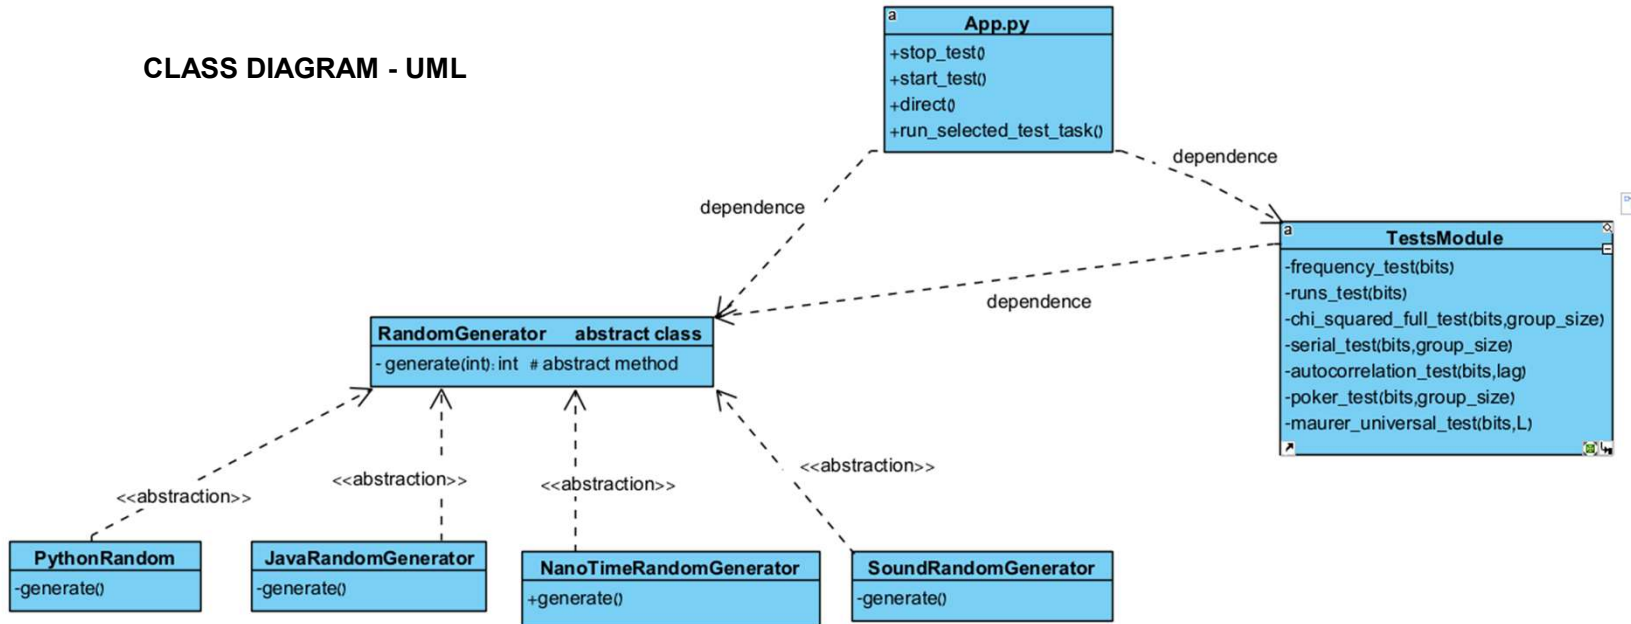 CLASS DIAGRAM - UML
a
App.py
+stop_test()
+start_test()
+direct()
+run_selected_test_task()
dependence
dependence
dependence
a
TestsModule
-frequency_test(bits)
-runs_test(bits)
-chi_squared_full_test(bits,group_size)
-serial_test(bits,group_size)
-autocorrelation_test(bits,lag)
-poker_test(bits,group_size)
-maurer_universal_test(bits,L)
RandomGenerator abstract class
- generate(int): int # abstract method
<<abstraction>>
<<abstraction>>
<<abstraction>>
<<abstraction>>
PythonRandom
-generate()
JavaRandomGenerator
-generate()
NanoTimeRandomGenerator
+generate()
SoundRandomGenerator
-generate()